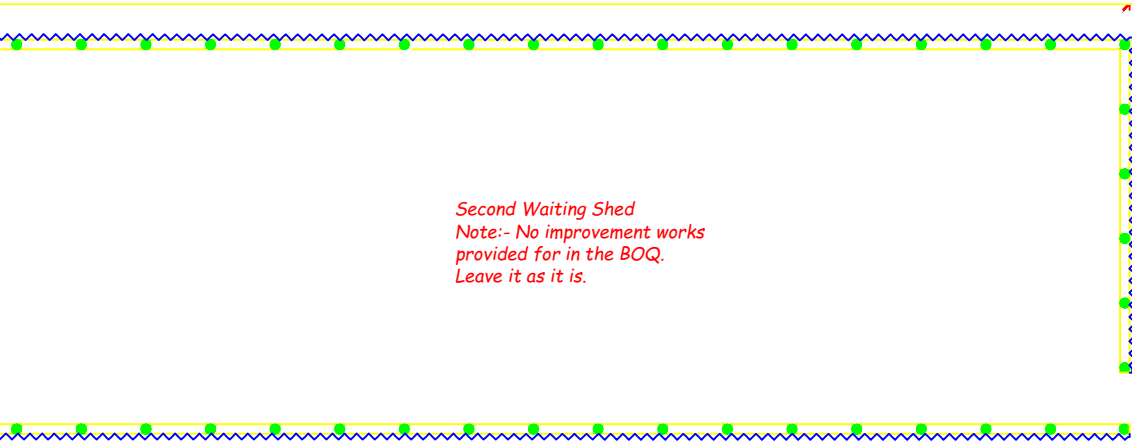 Second Waiting Shed
Note:- No improvement works
provided for in the BOQ.
Leave it as it is.